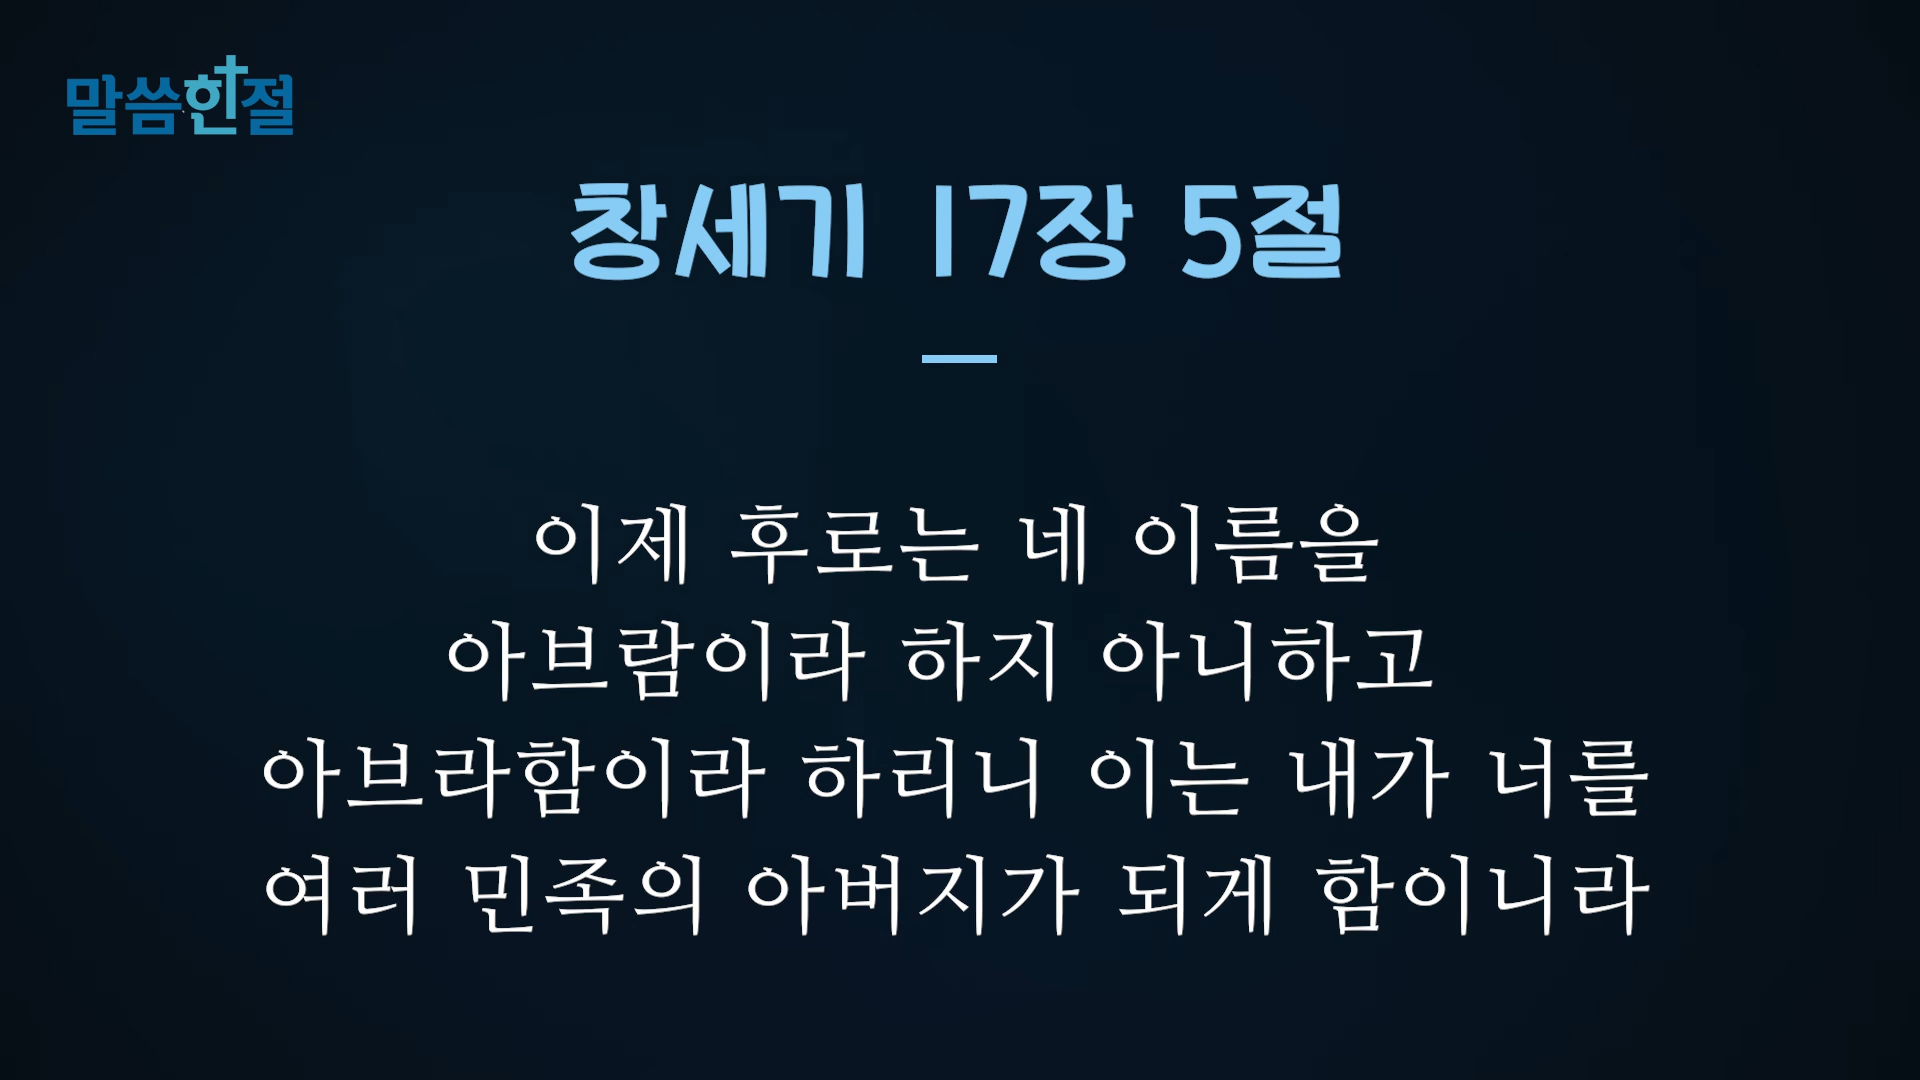 말씀한절
창세기 17장 5절
이제 후로는 네 이름을
아브람이라 하지 아니하고
아브라함이라 하리니 이는 내가 너를
여러 민족의 아버지가 되게 함이니라